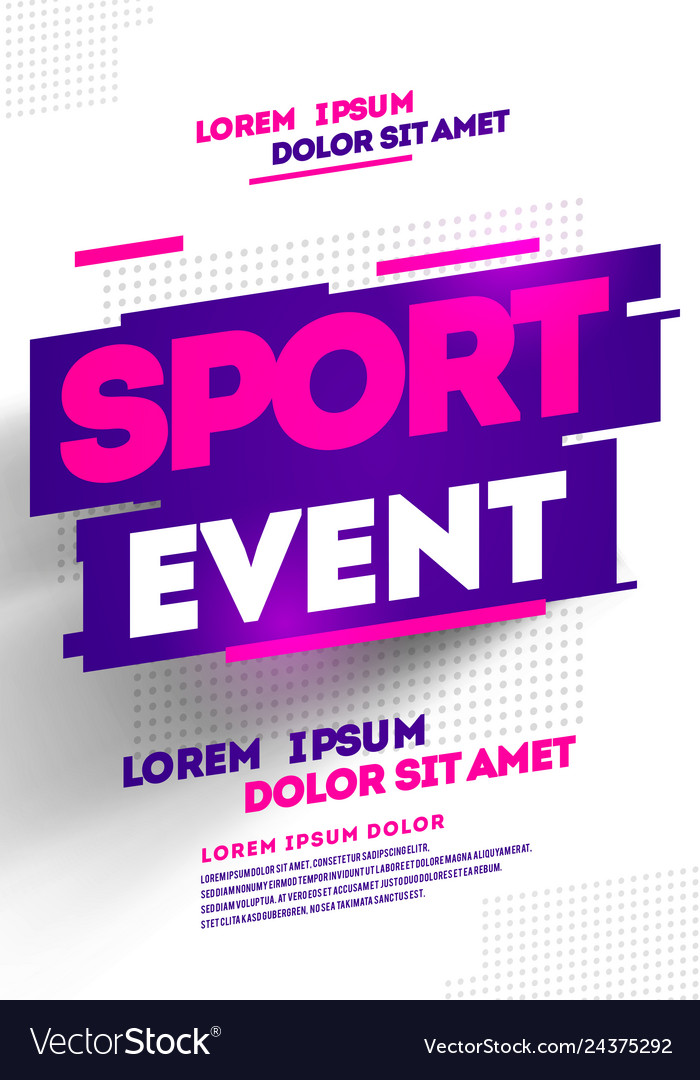 LOREM IPSUM
DOLOR SIT AMET
SPORT
EVENT
LOREM IPSUM
DOLOR SIT AMET
LOREM IPSUM DOLOR
LOREM IPSUM DOLOR SIT AMET, CONSETETUR SADIPSCING ELITR,
SED DIAM NONUMY EIRMOD TEMPOR INVIDUNT UT LABORE ET DOLORE MAGNA ALIQUYAM ERAT,
SED DIAM VOLUPTUA. AT VERO EOS ET ACCUSAM ET JUSTO DUO DOLORES ET EA REBUM.
STET CLITA KASD GUBERGREN, NO SEA TAKIMATA SANCTUS EST.
VectorStock®
VectorStock.com/24375292